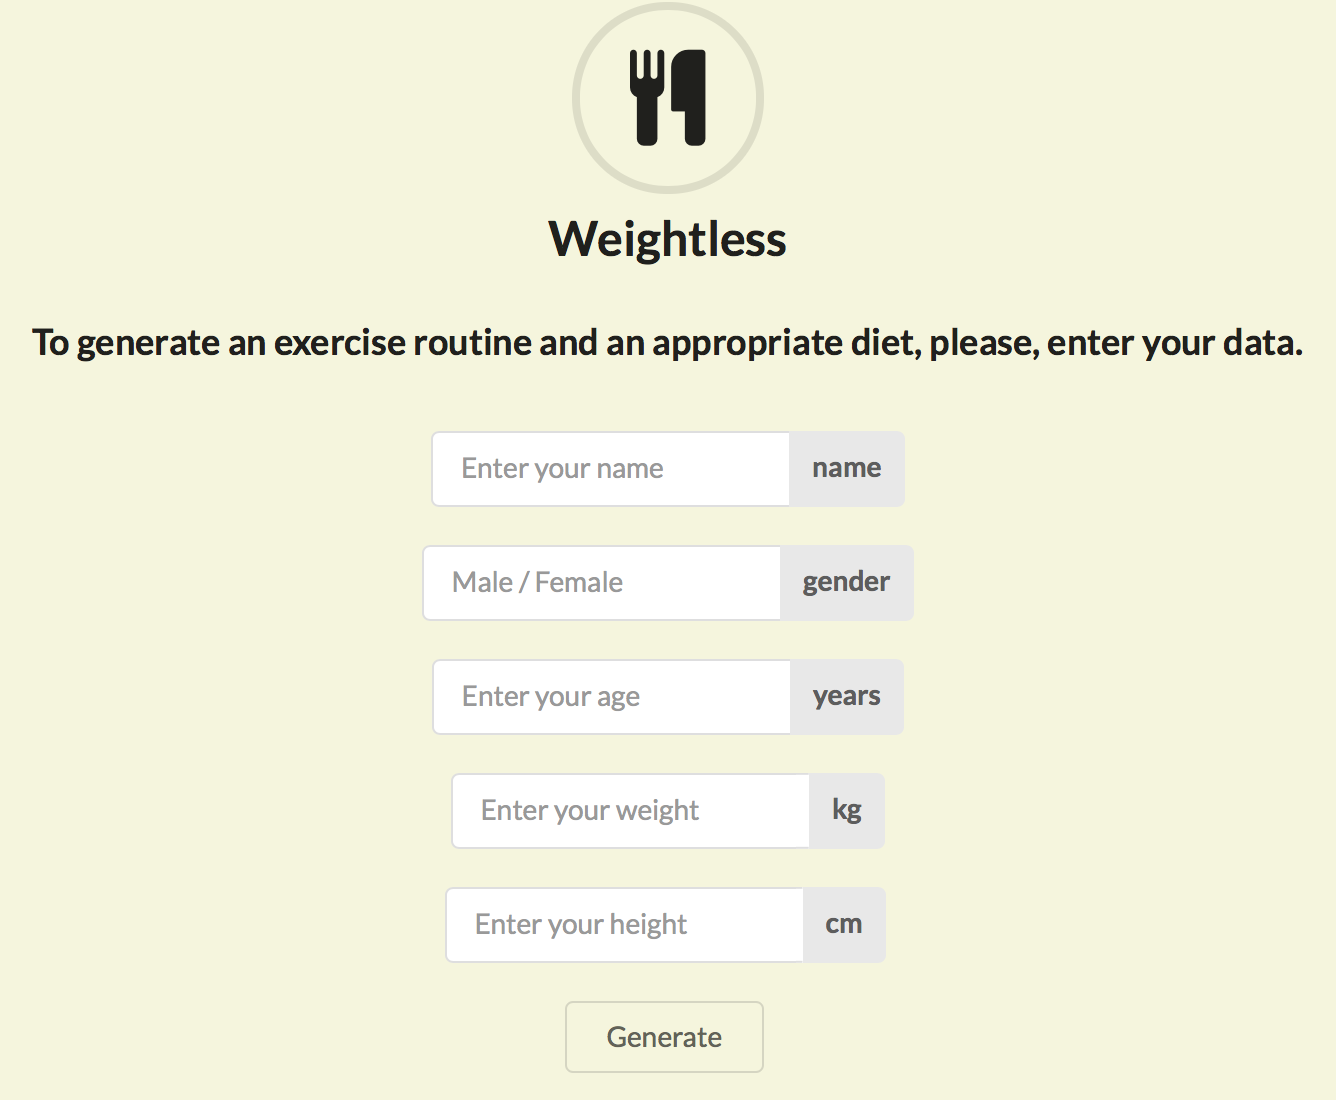 Weightless
To generate an exercise routine and an appropriate diet, please, enter your data.
Enter your name name
Male / Female gender
Enter your age years
Enter your weight kg
Enter your height cm
Generate